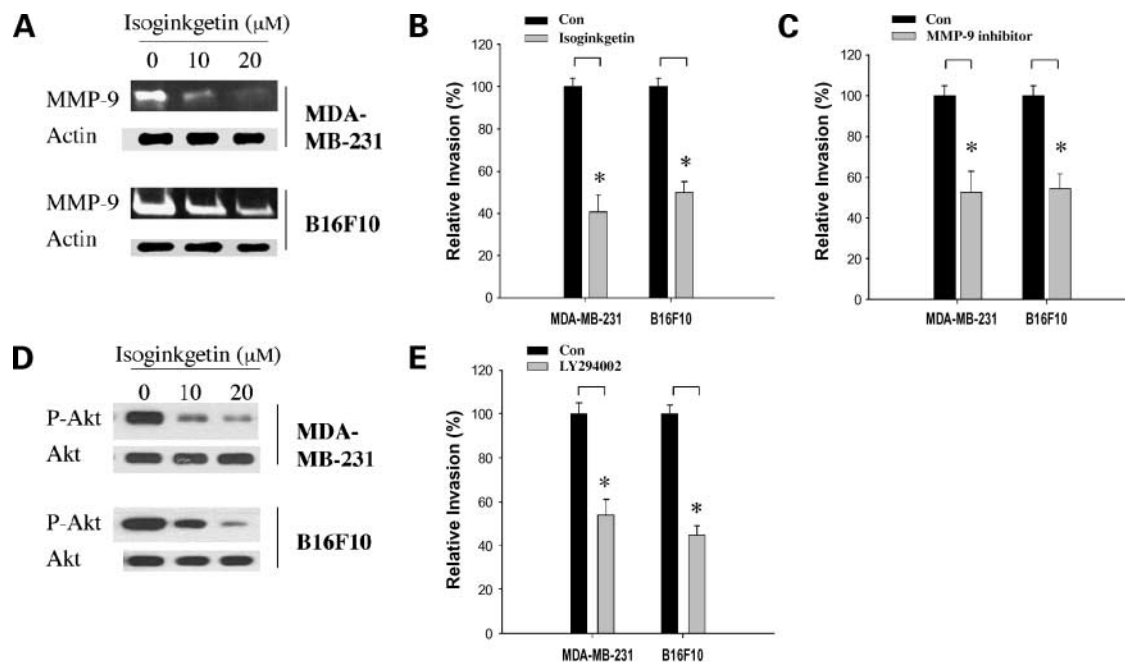 A
Isoginkgetin (µM)
0 10 20
MMP-9
Actin
MDA-
MB-231
MMP-9
Actin
B16F10
B
Con
Isoginkgetin
Relative Invasion (%)
120
100
80
60
40
20
0
*
*
MDA-MB-231 B16F10
C
Con
MMP-9 inhibitor
Relative Invasion (%)
120
100
80
60
40
20
0
*
*
MDA-MB-231 B16F10
D
Isoginkgetin (µM)
0 10 20
P-Akt
Akt
MDA-
MB-231
P-Akt
Akt
B16F10
E
Con
LY294002
Relative Invasion (%)
120
100
80
60
40
20
0
*
*
MDA-MB-231 B16F10